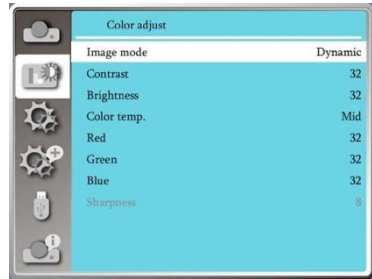 Color adjust
Image mode Dynamic
Contrast 32
Brightness 32
Color temp. Mid
Red 32
Green 32
Blue 32
Sharpness 8